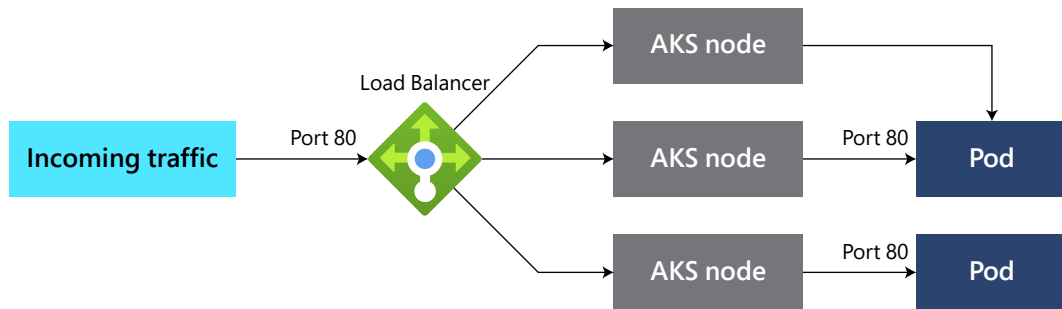 AKS node
Load Balancer
Incoming traffic
Port 80
AKS node
Port 80
Pod
AKS node
Port 80
Pod